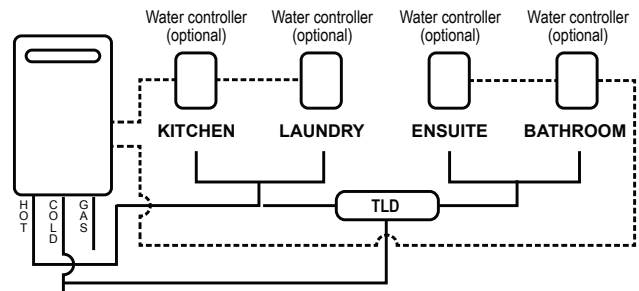 Water controller
(optional)
Water controller
(optional)
Water controller
(optional)
Water controller
(optional)
KITCHEN
LAUNDRY
ENSUITE
BATHROOM
HOT
COLD
GAS
TLD